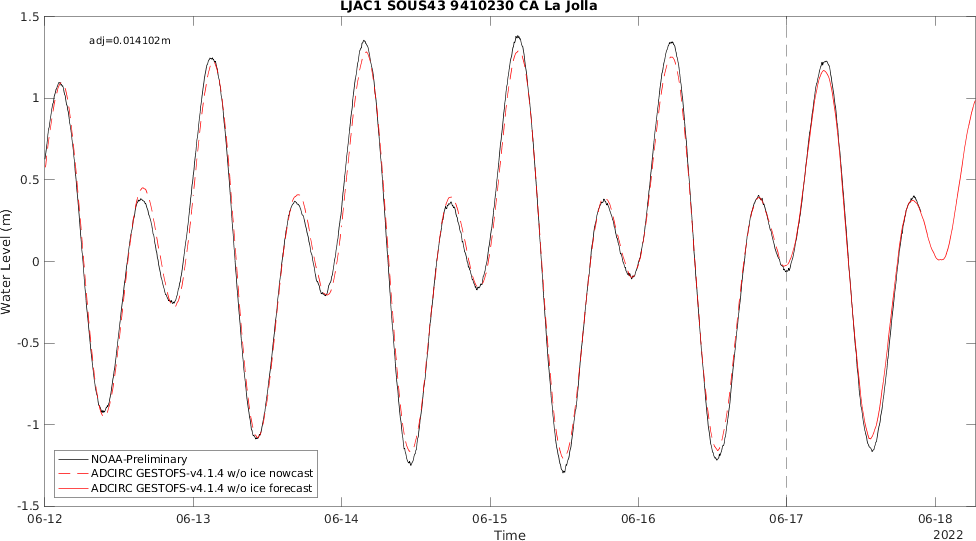 LJAC1 SOUS43 9410230 CA La Jolla
adj=0.014102m
1.5
1
0.5
0
-0.5
-1
-1.5
Water Level (m)
NOAA-Preliminary
ADCIRC GESTOFS-v4.1.4 w/o ice nowcast
ADCIRC GESTOFS-v4.1.4 w/o ice forecast
06-12 06-13 06-14 06-15 06-16 06-17 06-18
Time
2022